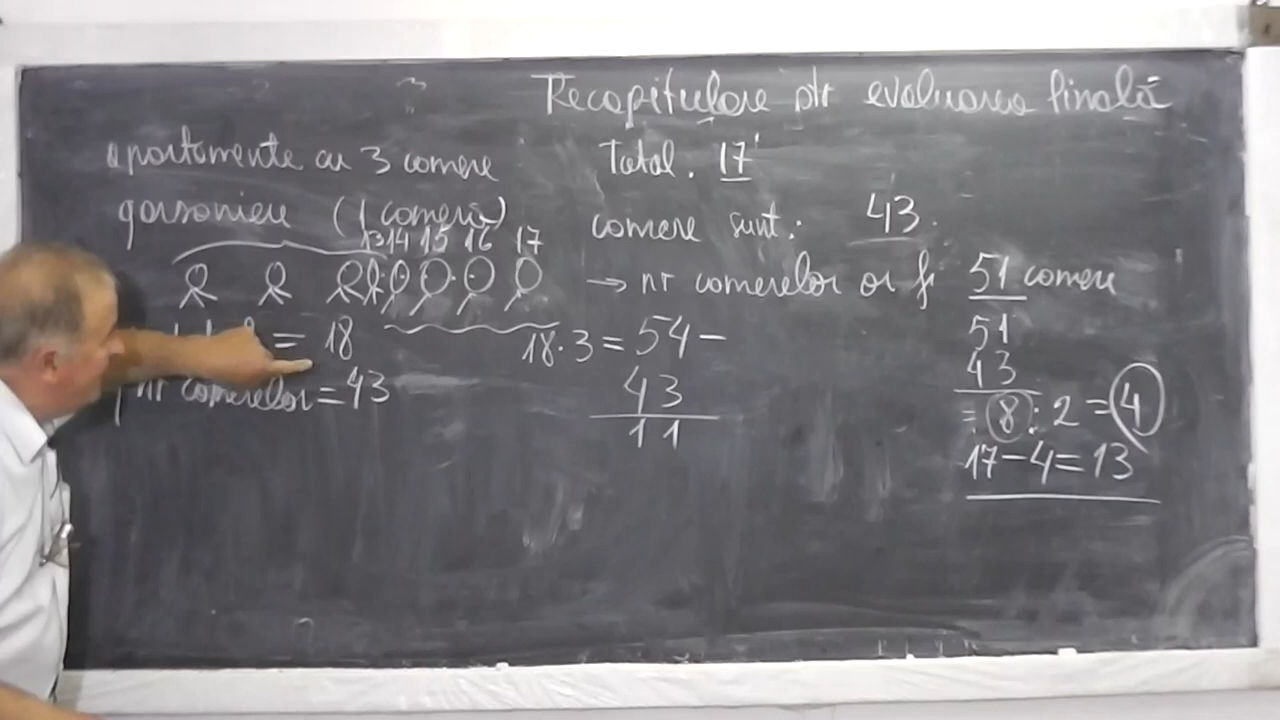 Recapitulare ptr evaluarea finală
apartamente cu 3 camere
Total. 17
garsoniere (1 cameră)
camere sunt: 43.
13 14 15 16 17
→ nr camerelor ar fi 51 camere
= 18
18·3 = 54 –
43
11
nr camerelor = 43
51
43
= 8 : 2 = 4
17 – 4 = 13